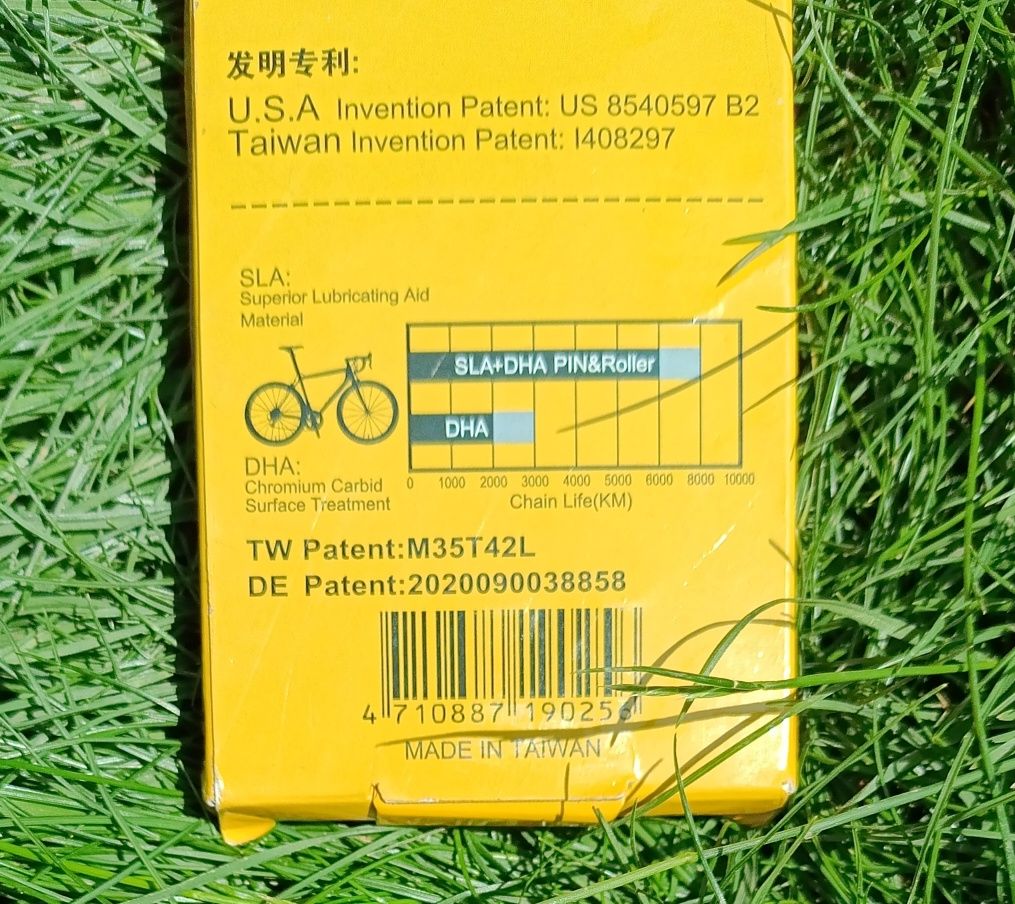 发明专利:
U.S.A Invention Patent: US 8540597 B2
Taiwan Invention Patent: I408297
SLA:
Superior Lubricating Aid
Material
SLA+DHA PIN&Roller
DHA
DHA:
Chromium Carbid
Surface Treatment
0 1000 2000 3000 4000 5000 6000 8000 10000
Chain Life(KM)
TW Patent:M35T42L
DE Patent:2020090038858
4 710887 190256
MADE IN TAIWAN